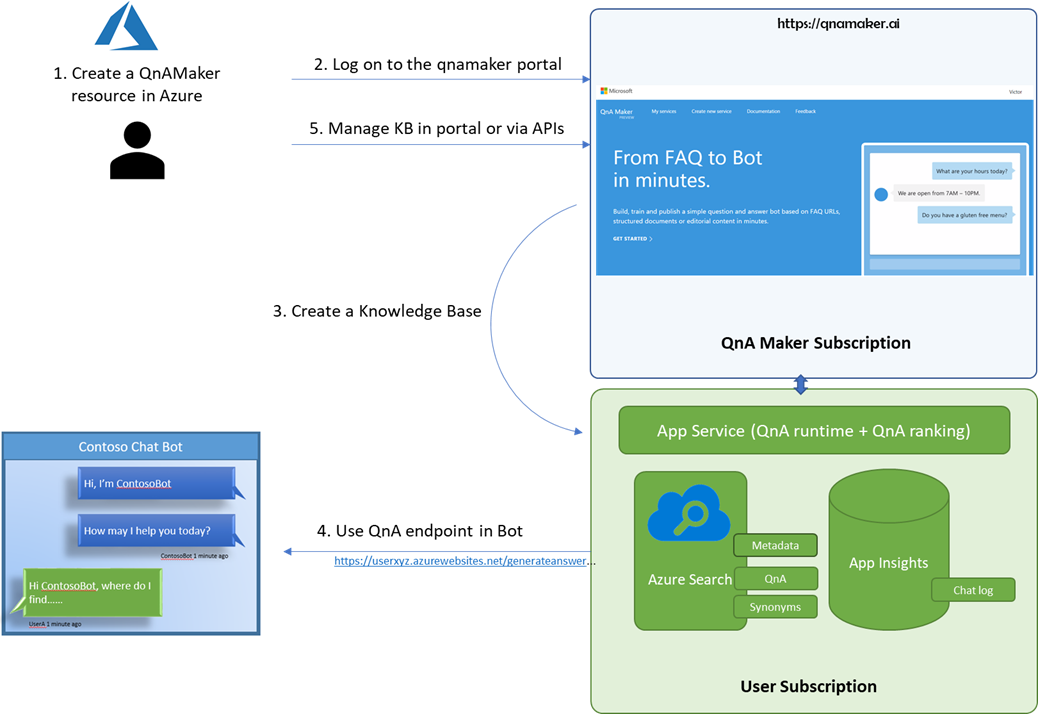 https://qnamaker.ai
1. Create a QnAMaker
resource in Azure
2. Log on to the qnamaker portal
5. Manage KB in portal or via APIs
Microsoft
Victor
QnA Maker
PREVIEW
My services
Create new service
Documentation
Feedback
From FAQ to Bot
in minutes.
Build, train and publish a simple question and answer bot based on FAQ URLs,
structured documents or editorial content in minutes.
GET STARTED >
What are your hours today?
We are open from 7AM – 10PM.
Do you have a gluten free menu?
3. Create a Knowledge Base
QnA Maker Subscription
App Service (QnA runtime + QnA ranking)
Contoso Chat Bot
Hi, I'm ContosoBot
How may I help you today?
ContosoBot 1 minute ago
Hi ContosoBot, where do I
find……
UserA 1 minute ago
4. Use QnA endpoint in Bot
https://userxyz.azurewebsites.net/generateanswer...
Azure Search
Metadata
QnA
Synonyms
App Insights
Chat log
User Subscription